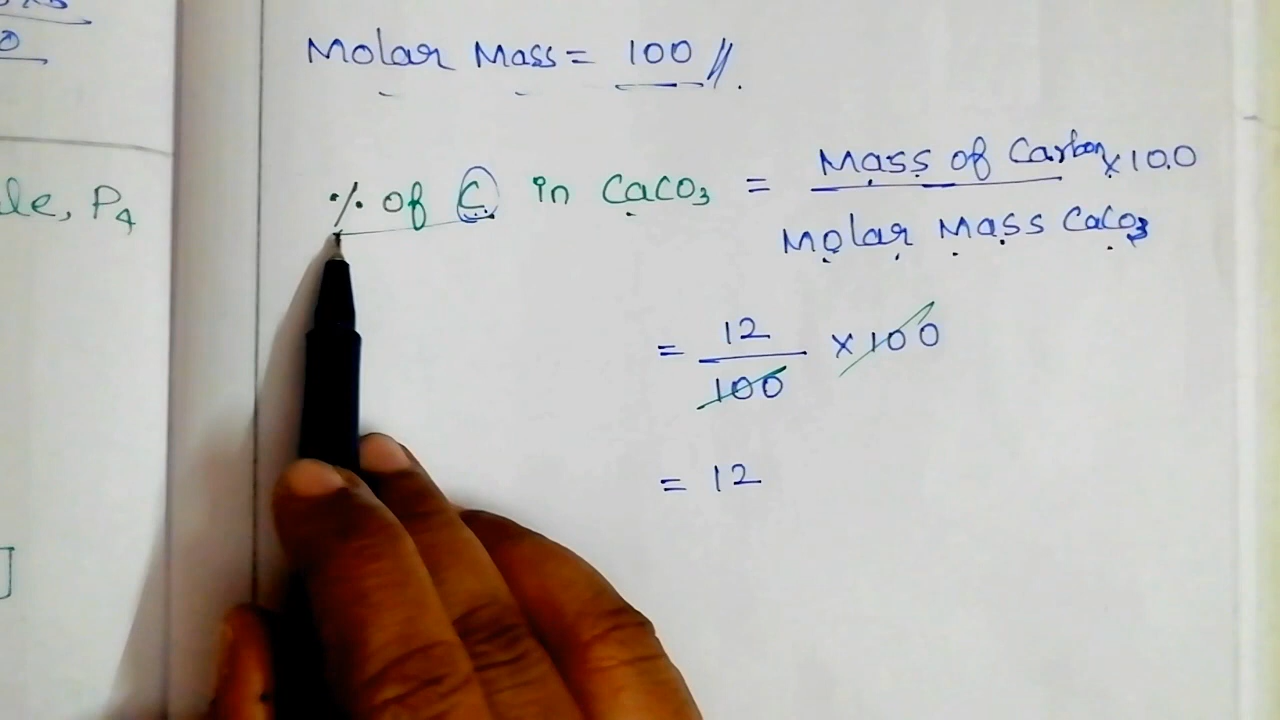 Molar Mass = 100 //.
% of C in CaCO3 = Mass of Carbon × 100
Molar Mass CaCO3
= 12 × 100
100
= 12
le, P4